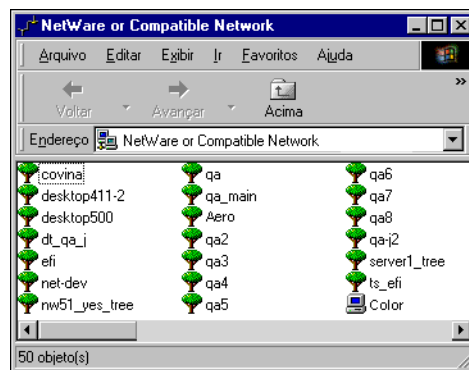 NetWare or Compatible Network
Arquivo Editar Exibir Ir Favoritos Ajuda
Voltar Avançar Acima »
Endereço NetWare or Compatible Network
covina qa qa6
desktop411-2 qa_main qa7
desktop500 Aero qa8
dt_qa_j qa2 qa-j2
efi qa3 server1_tree
net-dev qa4 ts_efi
nw51_yes_tree qa5 Color
50 objeto(s)